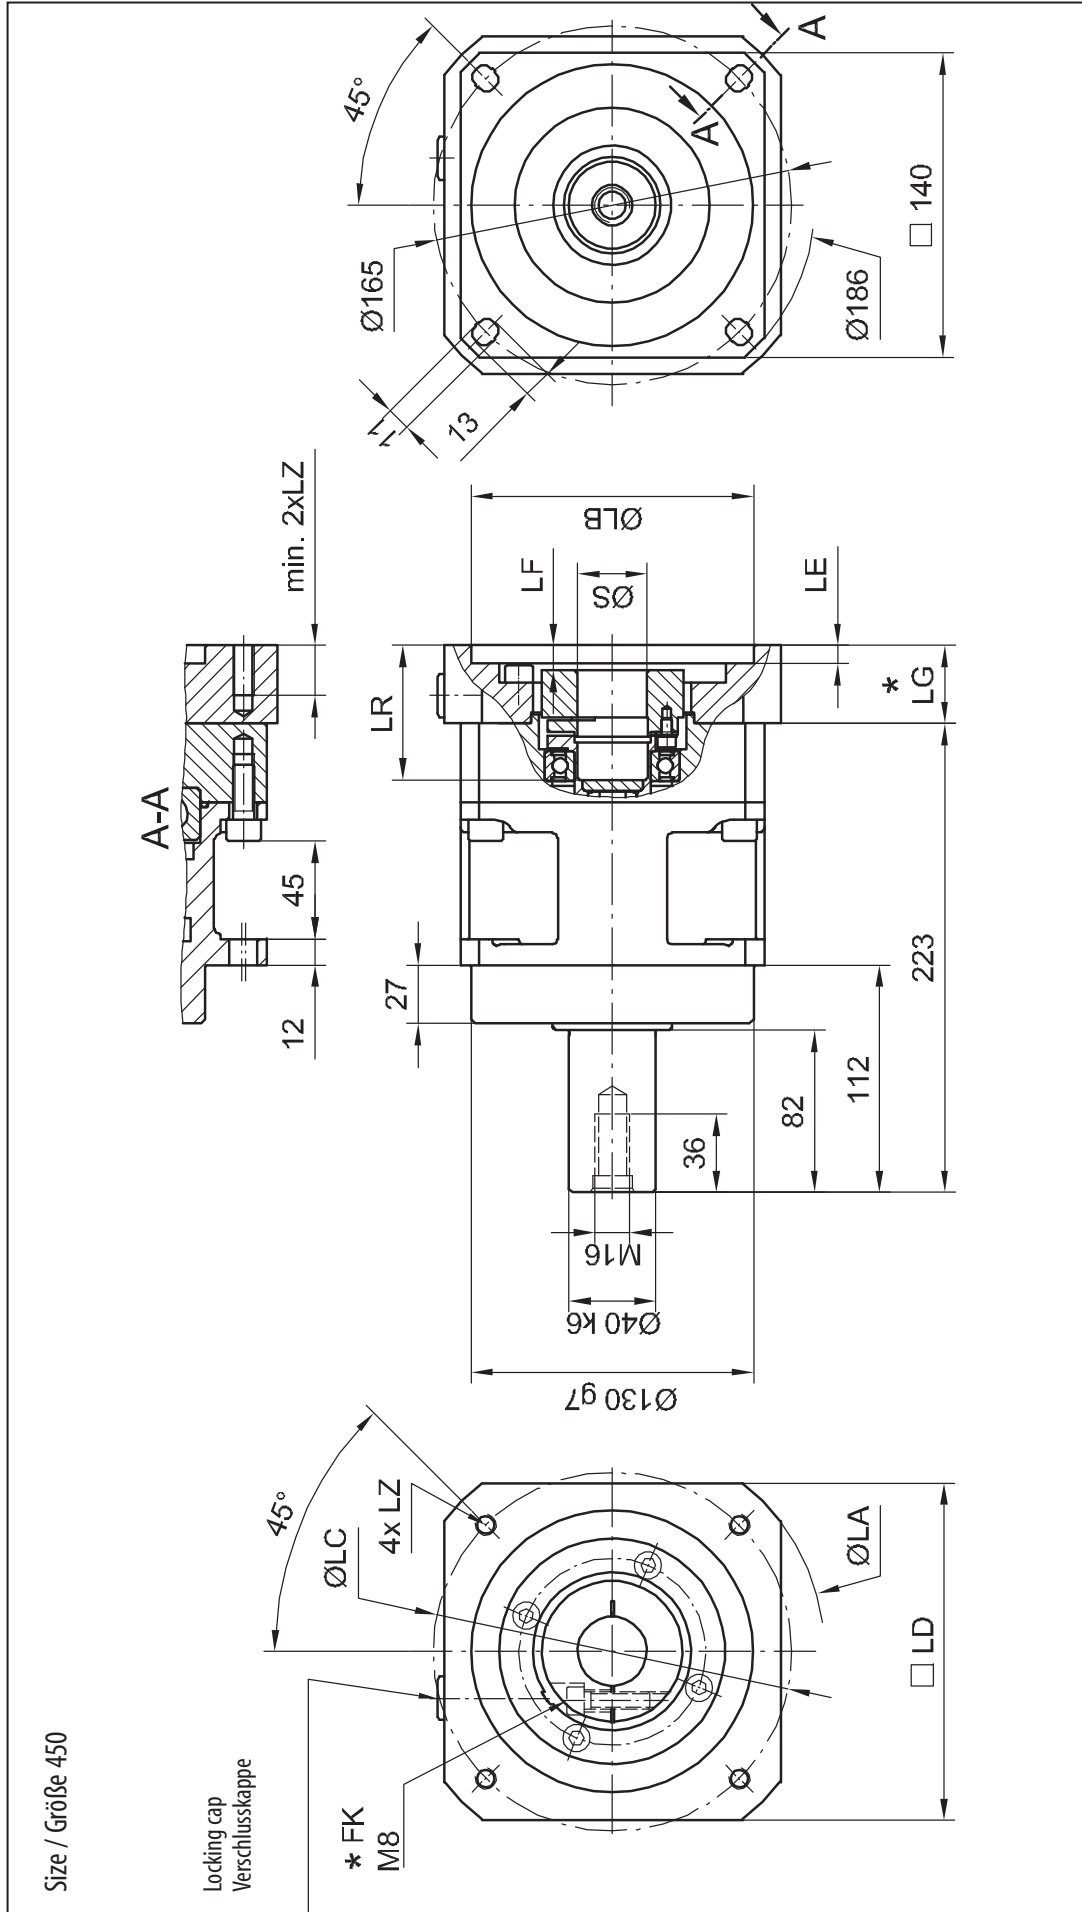 Size / Größe 450
Locking cap
Verschlusskappe
* FK
M8
45°
ØLC
4x LZ
ØLA
□ LD
A-A
12
45
min. 2xLZ
27
LR
LF
ØS
ØLB
LE
* LG
Ø130 g7
Ø40 k6
M16
36
82
112
223
45°
Ø165
11
13
A
A
Ø186
□ 140